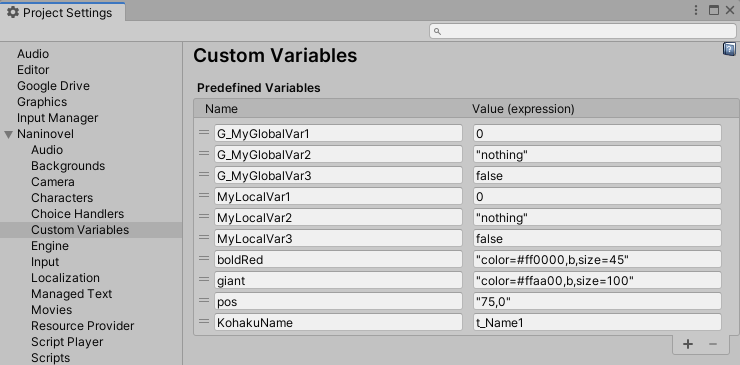 Project Settings
Audio
Editor
Google Drive
Graphics
Input Manager
Naninovel
Audio
Backgrounds
Camera
Characters
Choice Handlers
Custom Variables
Engine
Input
Localization
Managed Text
Movies
Resource Provider
Script Player
Scripts
Custom Variables
Predefined Variables
Name Value (expression)
G_MyGlobalVar1 0
G_MyGlobalVar2 "nothing"
G_MyGlobalVar3 false
MyLocalVar1 0
MyLocalVar2 "nothing"
MyLocalVar3 false
boldRed "color=#ff0000,b,size=45"
giant "color=#ffaa00,b,size=100"
pos "75,0"
KohakuName t_Name1